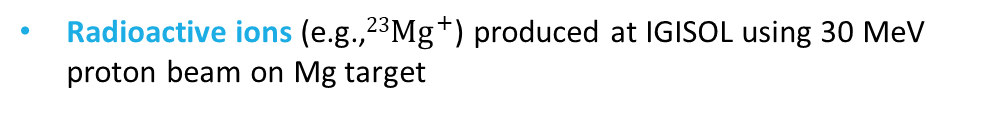 • Radioactive ions (e.g.,²³Mg⁺) produced at IGISOL using 30 MeV
proton beam on Mg target